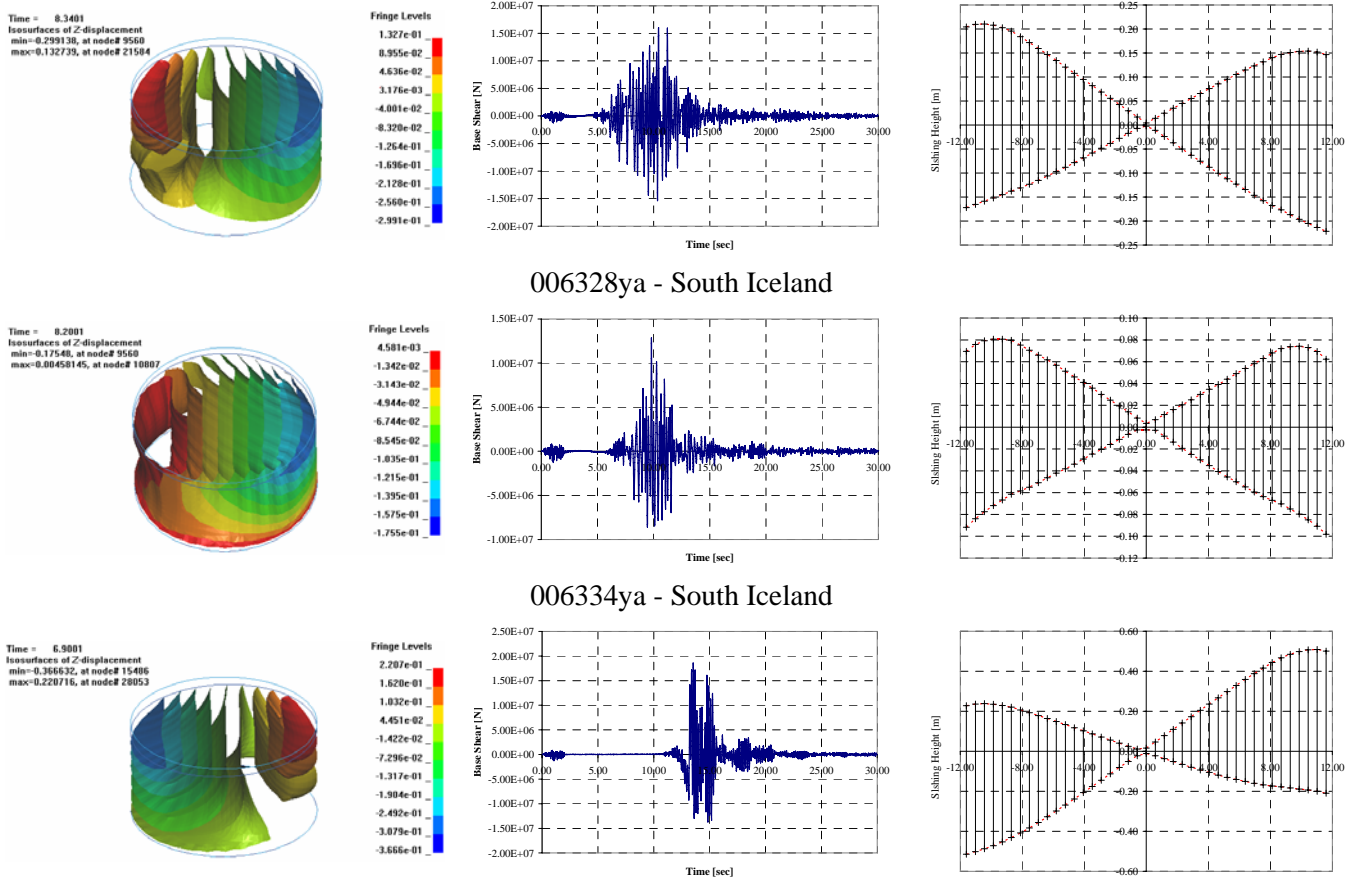 Time = 8.3401
Isosurfaces of Z-displacement
min=-0.299138, at node# 9560
max=0.132739, at node# 21584
Fringe Levels
1.327e-01
8.955e-02
4.636e-02
3.176e-03
-4.001e-02
-8.320e-02
-1.264e-01
-1.696e-01
-2.128e-01
-2.560e-01
-2.991e-01
Base Shear [N]
2.00E+07
1.50E+07
1.00E+07
5.00E+06
0.00E+00
-5.00E+06
-1.00E+07
-1.50E+07
-2.00E+07
0.00 5.00 10.00 15.00 20.00 25.00 30.00
Time [sec]
Slshing Height [m]
0.25
0.20
0.15
0.10
0.05
0.00
-0.05
-0.10
-0.15
-0.20
-0.25
-12.00 -8.00 -4.00 0.00 4.00 8.00 12.00
006328ya - South Iceland
Time = 8.2001
Isosurfaces of Z-displacement
min=-0.17548, at node# 9560
max=0.00458145, at node# 10807
Fringe Levels
4.581e-03
-1.342e-02
-3.143e-02
-4.944e-02
-6.744e-02
-8.545e-02
-1.035e-01
-1.215e-01
-1.395e-01
-1.575e-01
-1.755e-01
Base Shear [N]
1.50E+07
1.00E+07
5.00E+06
0.00E+00
-5.00E+06
-1.00E+07
0.00 5.00 10.00 15.00 20.00 25.00 30.00
Time [sec]
Slshing Height [m]
0.10
0.08
0.06
0.04
0.02
0.00
-0.02
-0.04
-0.06
-0.08
-0.10
-0.12
-12.00 -8.00 -4.00 0.00 4.00 8.00 12.00
006334ya - South Iceland
Time = 6.9001
Isosurfaces of Z-displacement
min=-0.366632, at node# 15486
max=0.220716, at node# 28053
Fringe Levels
2.207e-01
1.620e-01
1.032e-01
4.451e-02
-1.422e-02
-7.296e-02
-1.317e-01
-1.904e-01
-2.492e-01
-3.079e-01
-3.666e-01
Base Shear [N]
2.50E+07
2.00E+07
1.50E+07
1.00E+07
5.00E+06
0.00E+00
-5.00E+06
-1.00E+07
-1.50E+07
-2.00E+07
0.00 5.00 10.00 15.00 20.00 25.00 30.00
Time [sec]
Slshing Height [m]
0.60
0.40
0.20
0.00
-0.20
-0.40
-0.60
-12.00 -8.00 -4.00 0.00 4.00 8.00 12.00